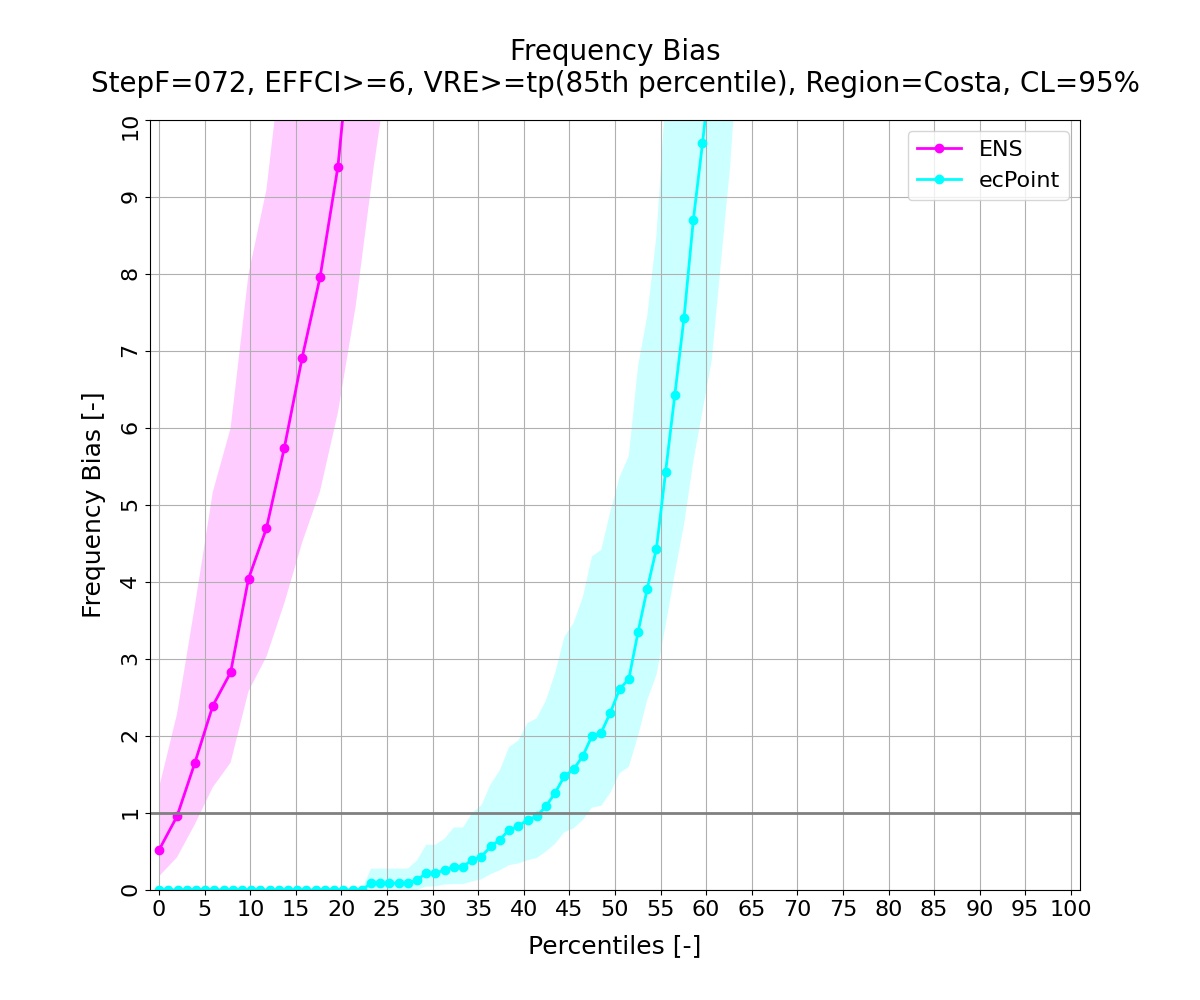 Frequency Bias
StepF=072, EFFCI>=6, VRE>=tp(85th percentile), Region=Costa, CL=95%
ENS
ecPoint
Frequency Bias [-]
10
9
8
7
6
5
4
3
2
1
0
0 5 10 15 20 25 30 35 40 45 50 55 60 65 70 75 80 85 90 95 100
Percentiles [-]